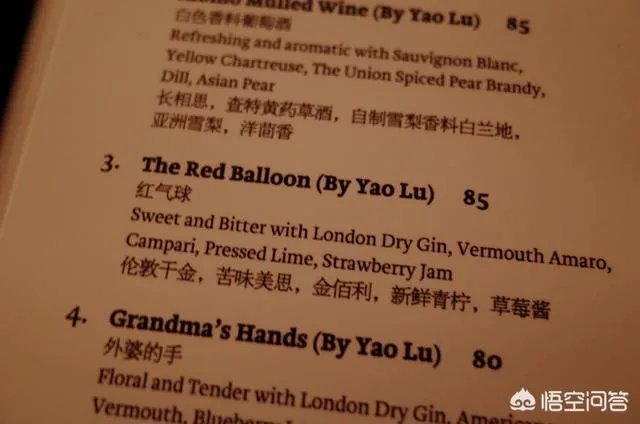 Mulled Wine (By Yao Lu) 85
白色香料葡萄酒
Refreshing and aromatic with Sauvignon Blanc,
Yellow Chartreuse, The Union Spiced Pear Brandy,
Dill, Asian Pear
长相思，查特黄药草酒，自制雪梨香料白兰地，
亚洲雪梨，洋茴香
3. The Red Balloon (By Yao Lu) 85
红气球
Sweet and Bitter with London Dry Gin, Vermouth Amaro,
Campari, Pressed Lime, Strawberry Jam
伦敦干金，苦味美思，金佰利，新鲜青柠，草莓酱
4. Grandma's Hands (By Yao Lu) 80
外婆的手
Floral and Tender with London Dry Gin,
Vermouth,
悟空问答